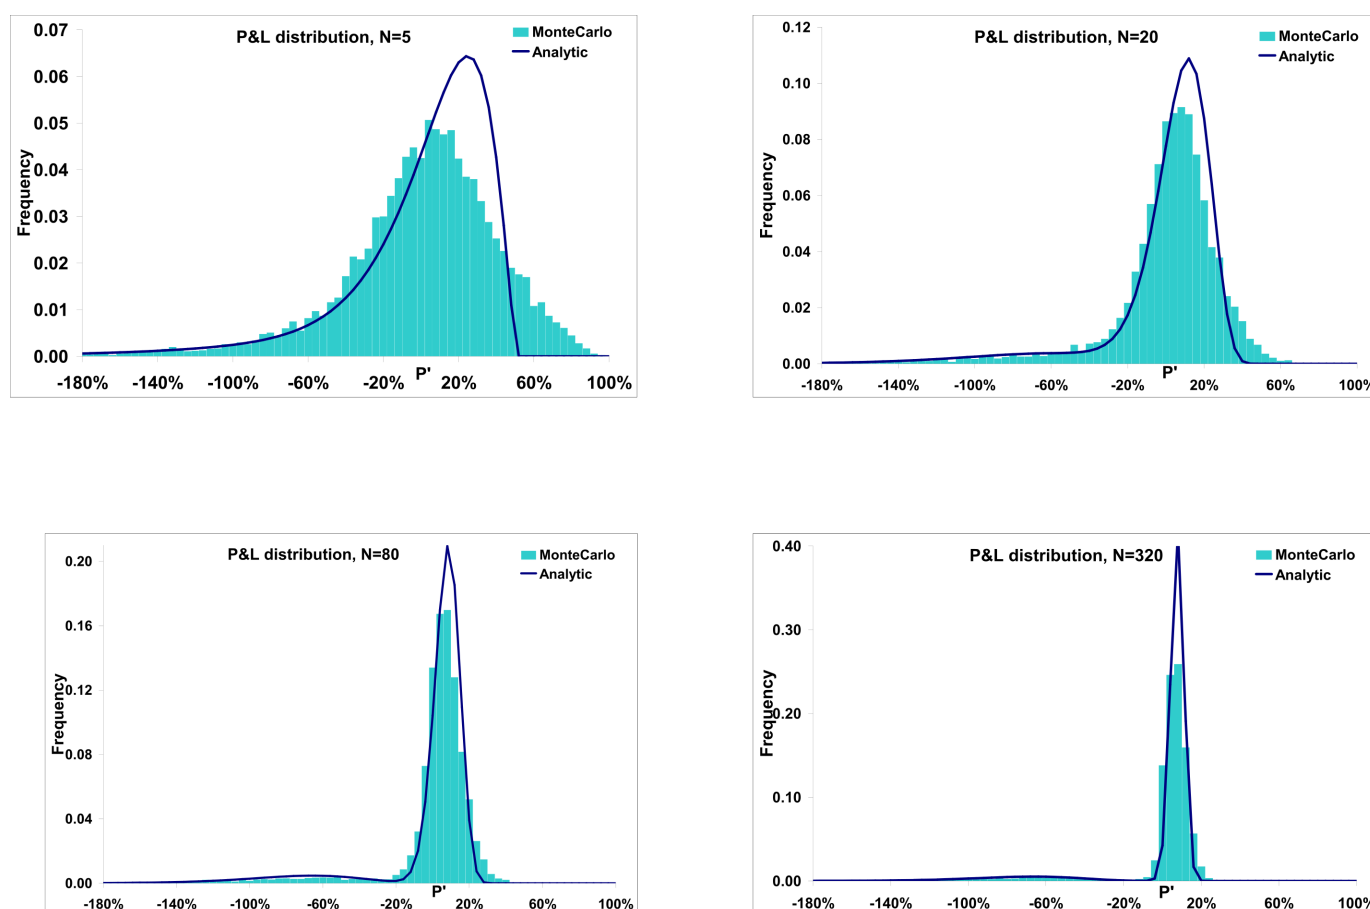 P&L distribution, N=5
MonteCarlo
Analytic
0.07
0.06
0.05
0.04
0.03
0.02
0.01
0.00
Frequency
-180% -140% -100% -60% -20% 20% 60% 100%
P'
P&L distribution, N=20
MonteCarlo
Analytic
0.12
0.10
0.08
0.06
0.04
0.02
0.00
Frequency
-180% -140% -100% -60% -20% 20% 60% 100%
P'
P&L distribution, N=80
MonteCarlo
Analytic
0.20
0.16
0.12
0.08
0.04
0.00
Frequency
-180% -140% -100% -60% -20% 20% 60% 100%
P'
P&L distribution, N=320
MonteCarlo
Analytic
0.40
0.30
0.20
0.10
0.00
Frequency
-180% -140% -100% -60% -20% 20% 60% 100%
P'